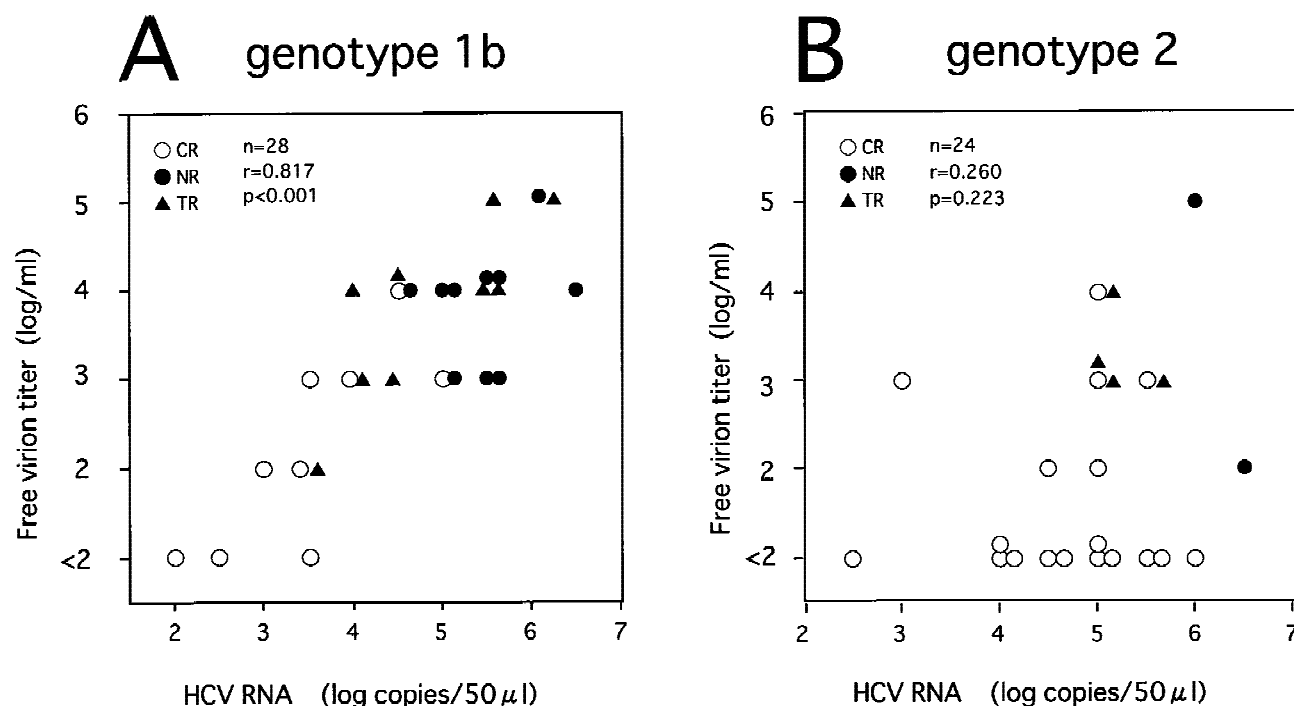 A genotype 1b
6
CR n=28
NR r=0.817
TR p<0.001
5
4
3
2
<2
Free virion titer (log/ml)
2 3 4 5 6 7
HCV RNA (log copies/50 μl)
B genotype 2
6
CR n=24
NR r=0.260
TR p=0.223
5
4
3
2
<2
Free virion titer (log/ml)
2 3 4 5 6 7
HCV RNA (log copies/50 μl)